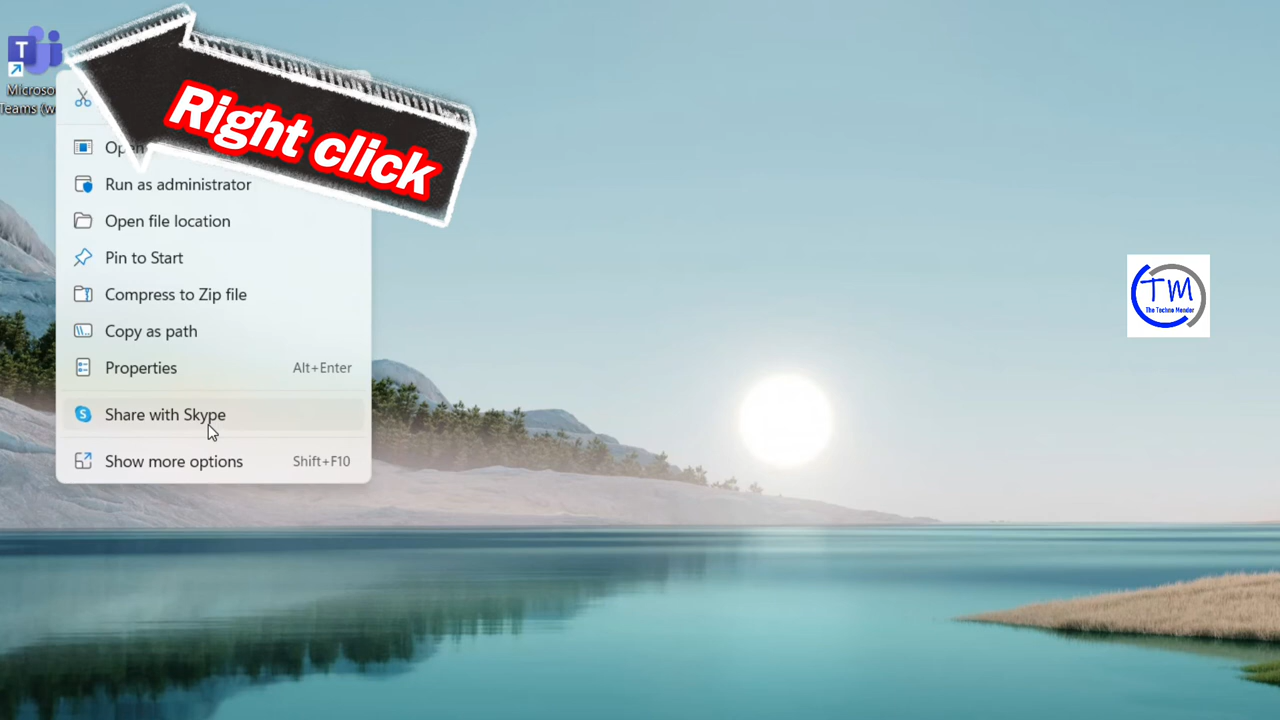 Microso
Teams (w
Right click
Open
Run as administrator
Open file location
Pin to Start
Compress to Zip file
Copy as path
Properties Alt+Enter
Share with Skype
Show more options Shift+F10
TM
The Techno Mender